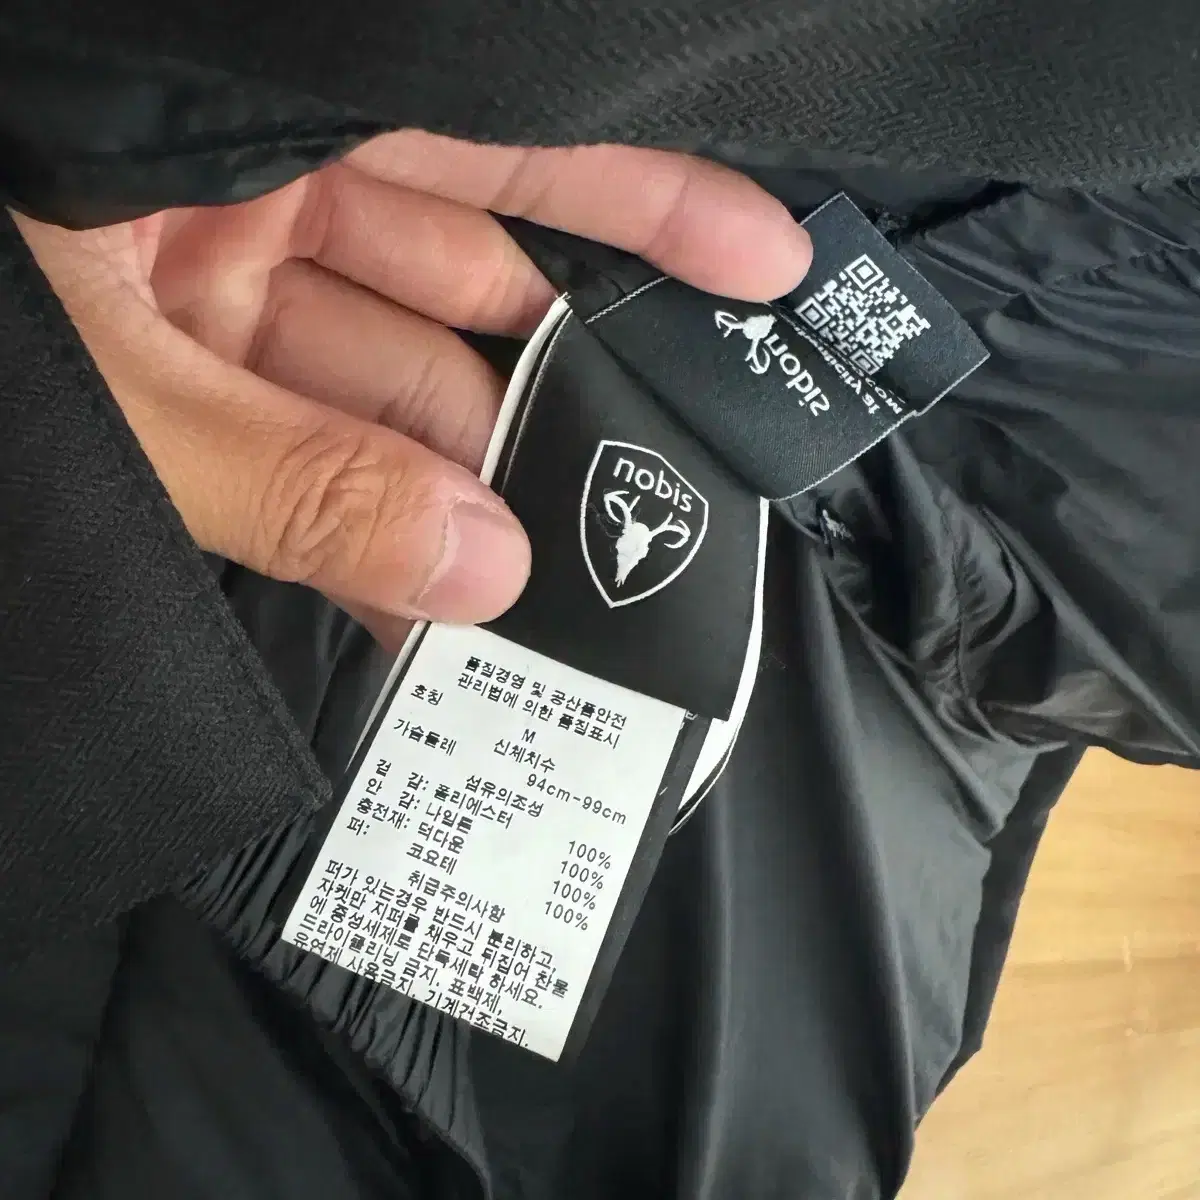 nobis
nobis
품질경영 및 공산품안전
관리법에 의한 품질표시
호칭 M
신체치수
가슴둘레 94cm-99cm
섬유의조성
겉 감: 폴리에스터 100%
안 감: 나일론 100%
충전재: 덕다운 100%
퍼: 코요테 100%
취급주의사항
퍼가 있는경우 반드시 분리하고,
자켓만 지퍼를 채우고 뒤집어 찬물
에 중성세제로 단독세탁 하세요.
드라이클리닝 금지, 표백제,
유연제 사용금지, 기계건조금지.